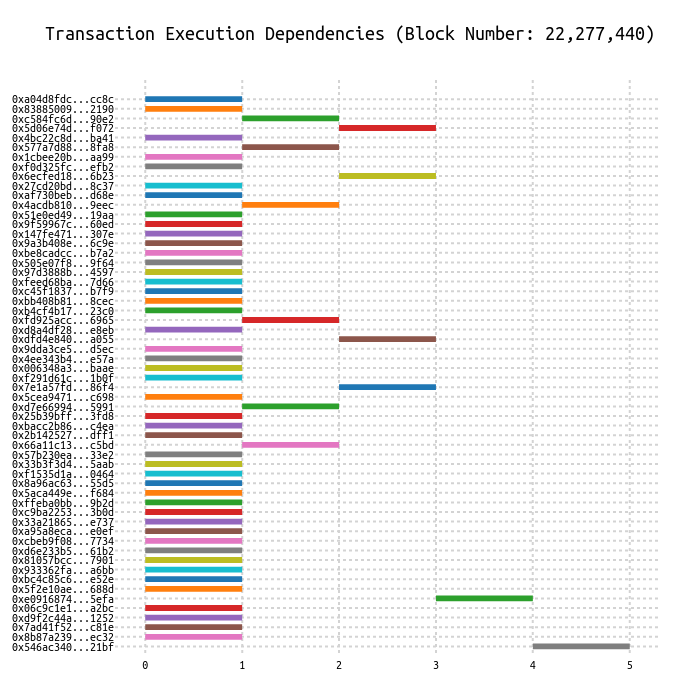 Transaction Execution Dependencies (Block Number: 22,277,440)
0xa04d8fdc...cc8c
0x83885009...2190
0xc584fc6d...90e2
0x5d06e74d...f072
0x4bc22c8d...ba41
0x577a7d88...8fa8
0x1cbee20b...aa99
0xf0d325fc...efb2
0x6ecfed18...6b23
0x27cd20bd...8c37
0xaf730beb...d68e
0x4acdb810...9eec
0x51e0ed49...19aa
0x9f59967c...60ed
0x147fe471...307e
0x9a3b408e...6c9e
0xbe8cadcc...b7a2
0x505e07f8...9f64
0x97d3888b...4597
0xfeed68ba...7d66
0xc45f1837...b7f9
0xbb408b81...8cec
0xb4cf4b17...23c0
0xfd925acc...6965
0xd8a4df28...e8eb
0xdfd4e840...a055
0x9dda3ce5...d5ec
0x4ee343b4...e57a
0x006348a3...baae
0xf291d61c...1b0f
0x7e1a57fd...86f4
0x5cea9471...c698
0xd7e66994...5991
0x25b39bff...3fd8
0xbacc2b86...c4ea
0x2b142527...dff1
0x66a11c13...c5bd
0x57b230ea...33e2
0x33b3f3d4...5aab
0xf1535d1a...0464
0x8a96ac63...55d5
0x5aca449e...f684
0xffeba0bb...9b2d
0xc9ba2253...3b0d
0x33a21865...e737
0xa95a8eca...e0ef
0xcbeb9f08...7734
0xd6e233b5...61b2
0x81057bcc...7901
0x933362fa...a6bb
0xbc4c85c6...e52e
0x5f2e10ae...688d
0xe0916874...5efa
0x06c9c1e1...a2bc
0xd9f2c44a...1252
0x7ad41f52...c81e
0x8b87a239...ec32
0x546ac340...21bf
0 1 2 3 4 5